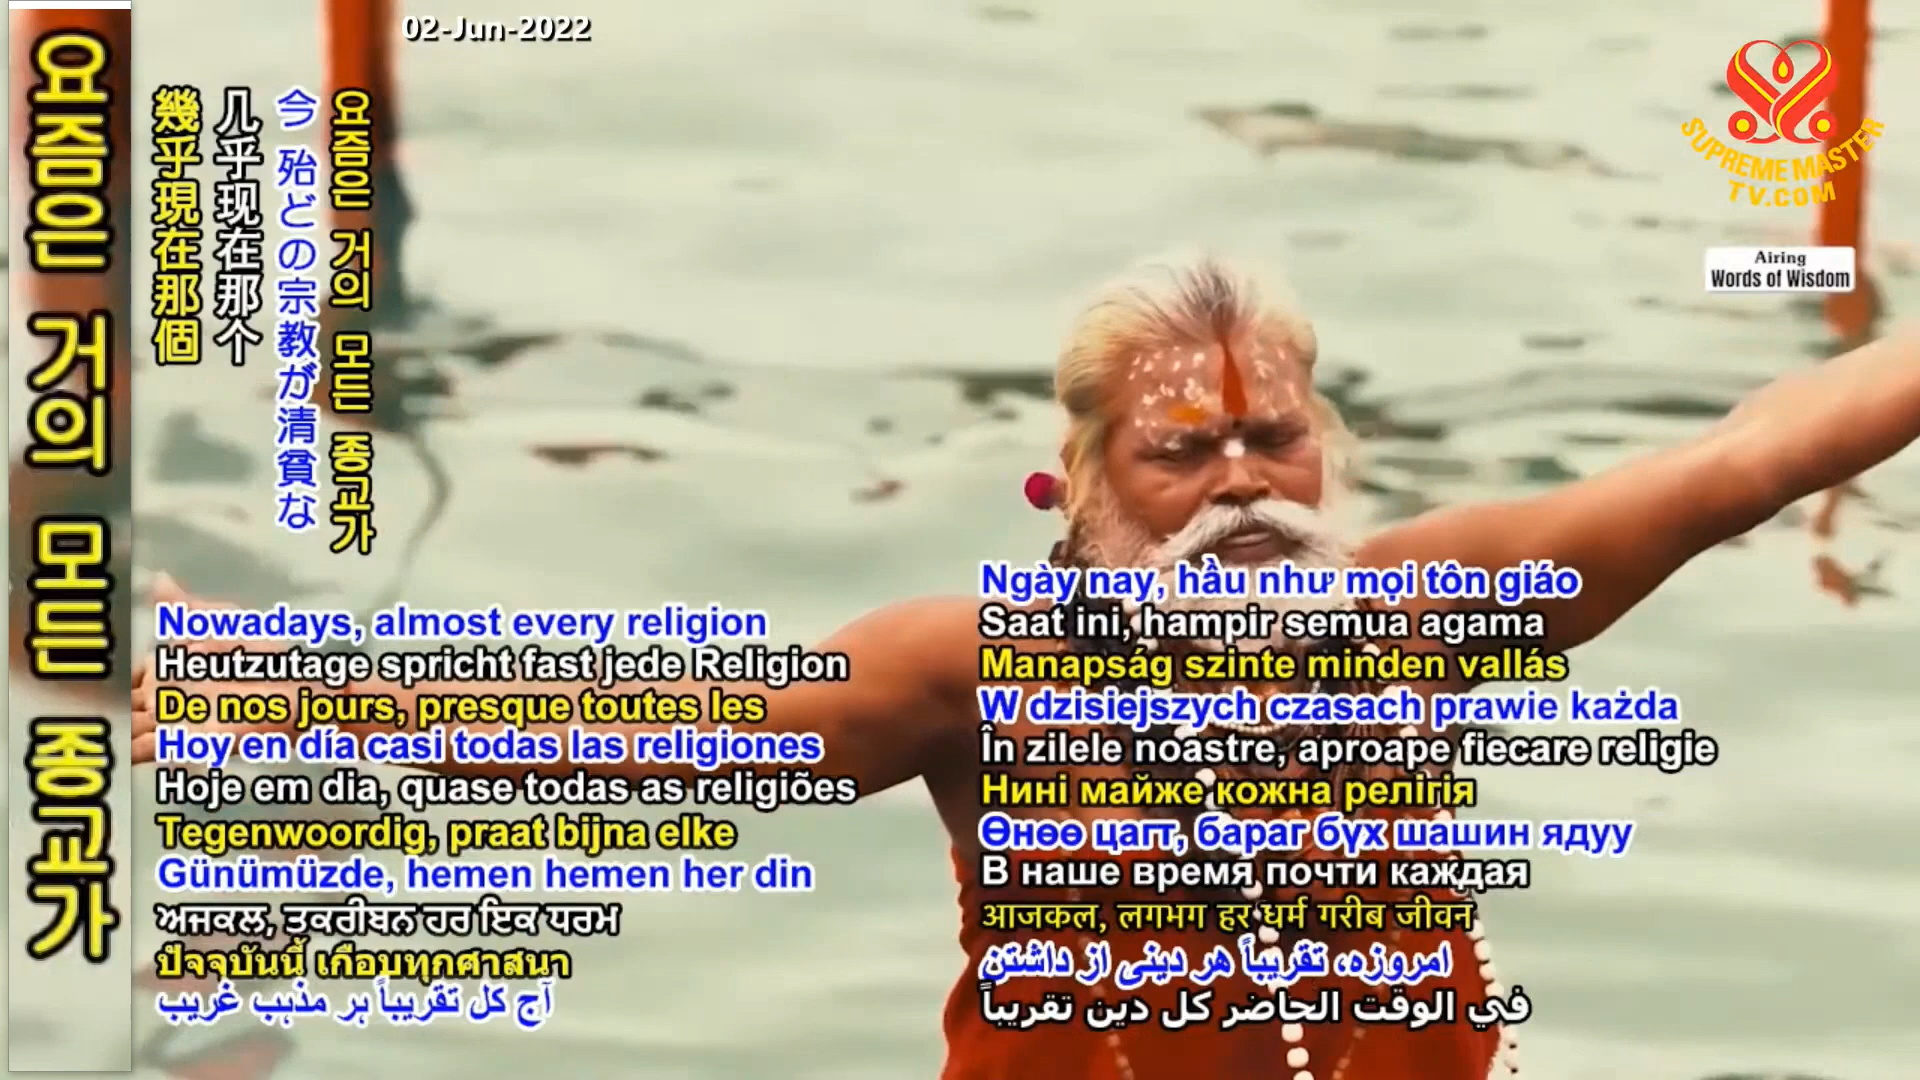 02-Jun-2022
요즘은 거의 모든 종교가
幾乎現在那個
几乎现在那个
今 殆どの宗教が清貧な
요즘은 거의 모든 종교가
SUPREME MASTER
TV.COM
Airing
Words of Wisdom
Nowadays, almost every religion
Heutzutage spricht fast jede Religion
De nos jours, presque toutes les
Hoy en día casi todas las religiones
Hoje em dia, quase todas as religiões
Tegenwoordig, praat bijna elke
Günümüzde, hemen hemen her din
ਅਜਕਲ, ਤਕਰੀਬਨ ਹਰ ਇਕ ਧਰਮ
ปัจจุบันนี้ เกือบทุกศาสนา
آج کل تقریباً ہر مذہب غریب
Ngày nay, hầu như mọi tôn giáo
Saat ini, hampir semua agama
Manapság szinte minden vallás
W dzisiejszych czasach prawie każda
În zilele noastre, aproape fiecare religie
Нині майже кожна релігія
Өнөө цагт, бараг бүх шашин ядуу
В наше время почти каждая
आजकल, लगभग हर धर्म गरीब जीवन
امروزه، تقریباً هر دینی از داشتن
في الوقت الحاضر كل دين تقريباً